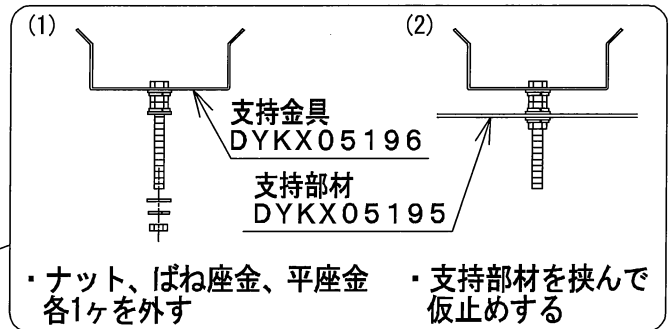 (1)
(2)
支持金具
DYKX05196
支持部材
DYKX05195
・ナット、ばね座金、平座金
各1ヶを外す
・支持部材を挟んで
仮止めする